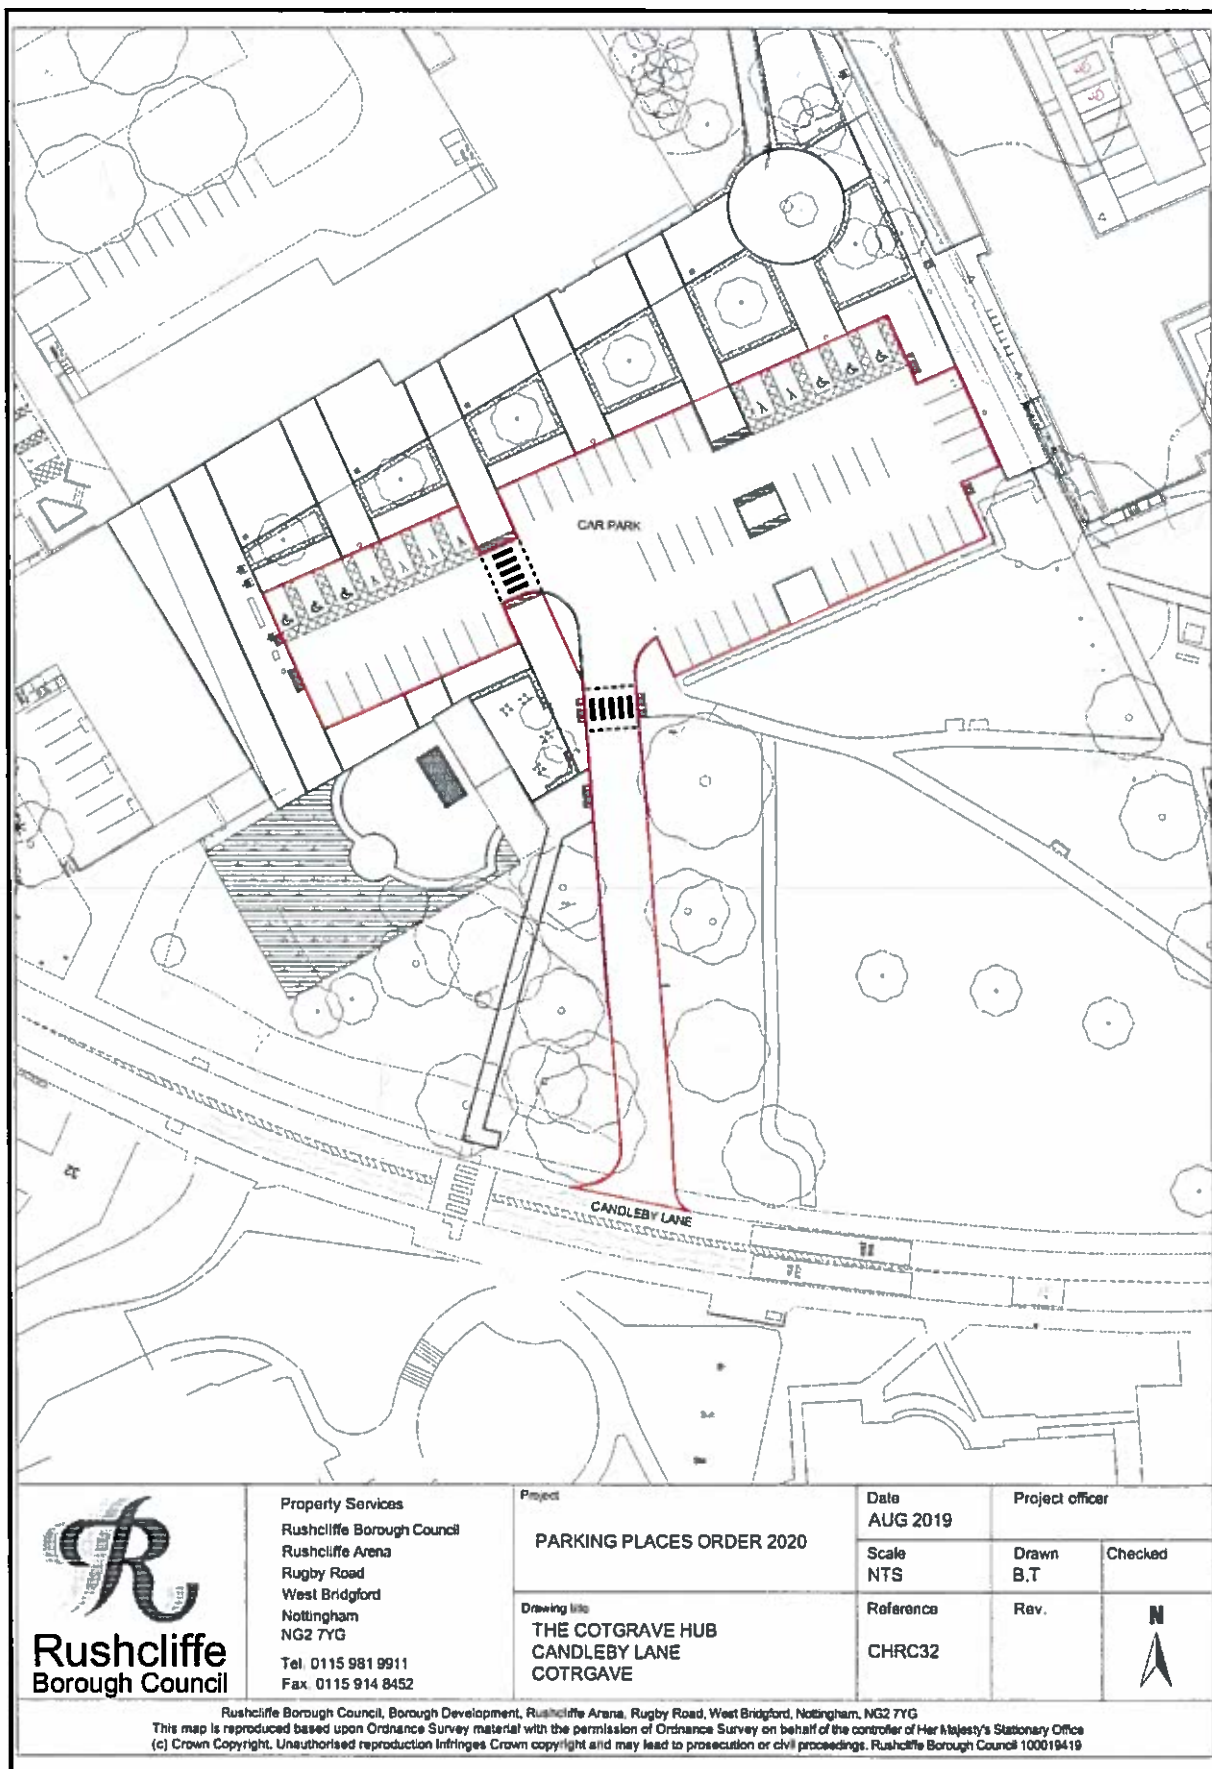 CAR PARK
CANDLEBY LANE
32
Rushcliffe
Borough Council
Property Services
Rushcliffe Borough Council
Rushcliffe Arena
Rugby Road
West Bridgford
Nottingham
NG2 7YG
Tel. 0115 981 9911
Fax. 0115 914 8452
Project
PARKING PLACES ORDER 2020
Drawing title
THE COTGRAVE HUB
CANDLEBY LANE
COTRGAVE
Date
AUG 2019
Project officer
Scale
NTS
Drawn
B.T
Checked
Reference
CHRC32
Rev.
N
Rushcliffe Borough Council, Borough Development, Rushcliffe Arena, Rugby Road, West Bridgford, Nottingham, NG2 7YG
This map is reproduced based upon Ordnance Survey material with the permission of Ordnance Survey on behalf of the controller of Her Majesty's Stationary Office
(c) Crown Copyright. Unauthorised reproduction Infringes Crown copyright and may lead to prosecution or civil proceedings. Rushcliffe Borough Council 100019419